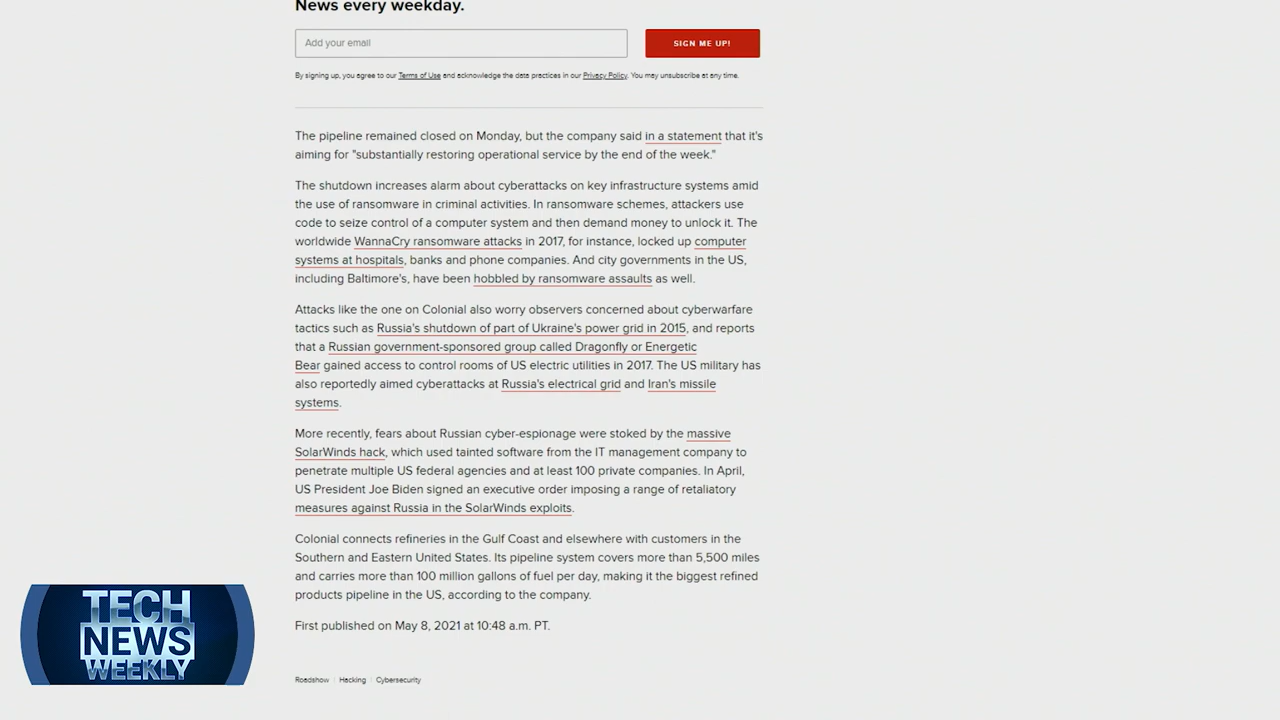 News every weekday.
Add your email
SIGN ME UP!
By signing up, you agree to our Terms of Use and acknowledge the data practices in our Privacy Policy. You may unsubscribe at any time.
The pipeline remained closed on Monday, but the company said in a statement that it's
aiming for "substantially restoring operational service by the end of the week."
The shutdown increases alarm about cyberattacks on key infrastructure systems amid
the use of ransomware in criminal activities. In ransomware schemes, attackers use
code to seize control of a computer system and then demand money to unlock it. The
worldwide WannaCry ransomware attacks in 2017, for instance, locked up computer
systems at hospitals, banks and phone companies. And city governments in the US,
including Baltimore's, have been hobbled by ransomware assaults as well.
Attacks like the one on Colonial also worry observers concerned about cyberwarfare
tactics such as Russia's shutdown of part of Ukraine's power grid in 2015, and reports
that a Russian government-sponsored group called Dragonfly or Energetic
Bear gained access to control rooms of US electric utilities in 2017. The US military has
also reportedly aimed cyberattacks at Russia's electrical grid and Iran's missile
systems.
More recently, fears about Russian cyber-espionage were stoked by the massive
SolarWinds hack, which used tainted software from the IT management company to
penetrate multiple US federal agencies and at least 100 private companies. In April,
US President Joe Biden signed an executive order imposing a range of retaliatory
measures against Russia in the SolarWinds exploits.
Colonial connects refineries in the Gulf Coast and elsewhere with customers in the
Southern and Eastern United States. Its pipeline system covers more than 5,500 miles
and carries more than 100 million gallons of fuel per day, making it the biggest refined
products pipeline in the US, according to the company.
First published on May 8, 2021 at 10:48 a.m. PT.
TECH
NEWS
WEEKLY
Roadshow Hacking Cybersecurity